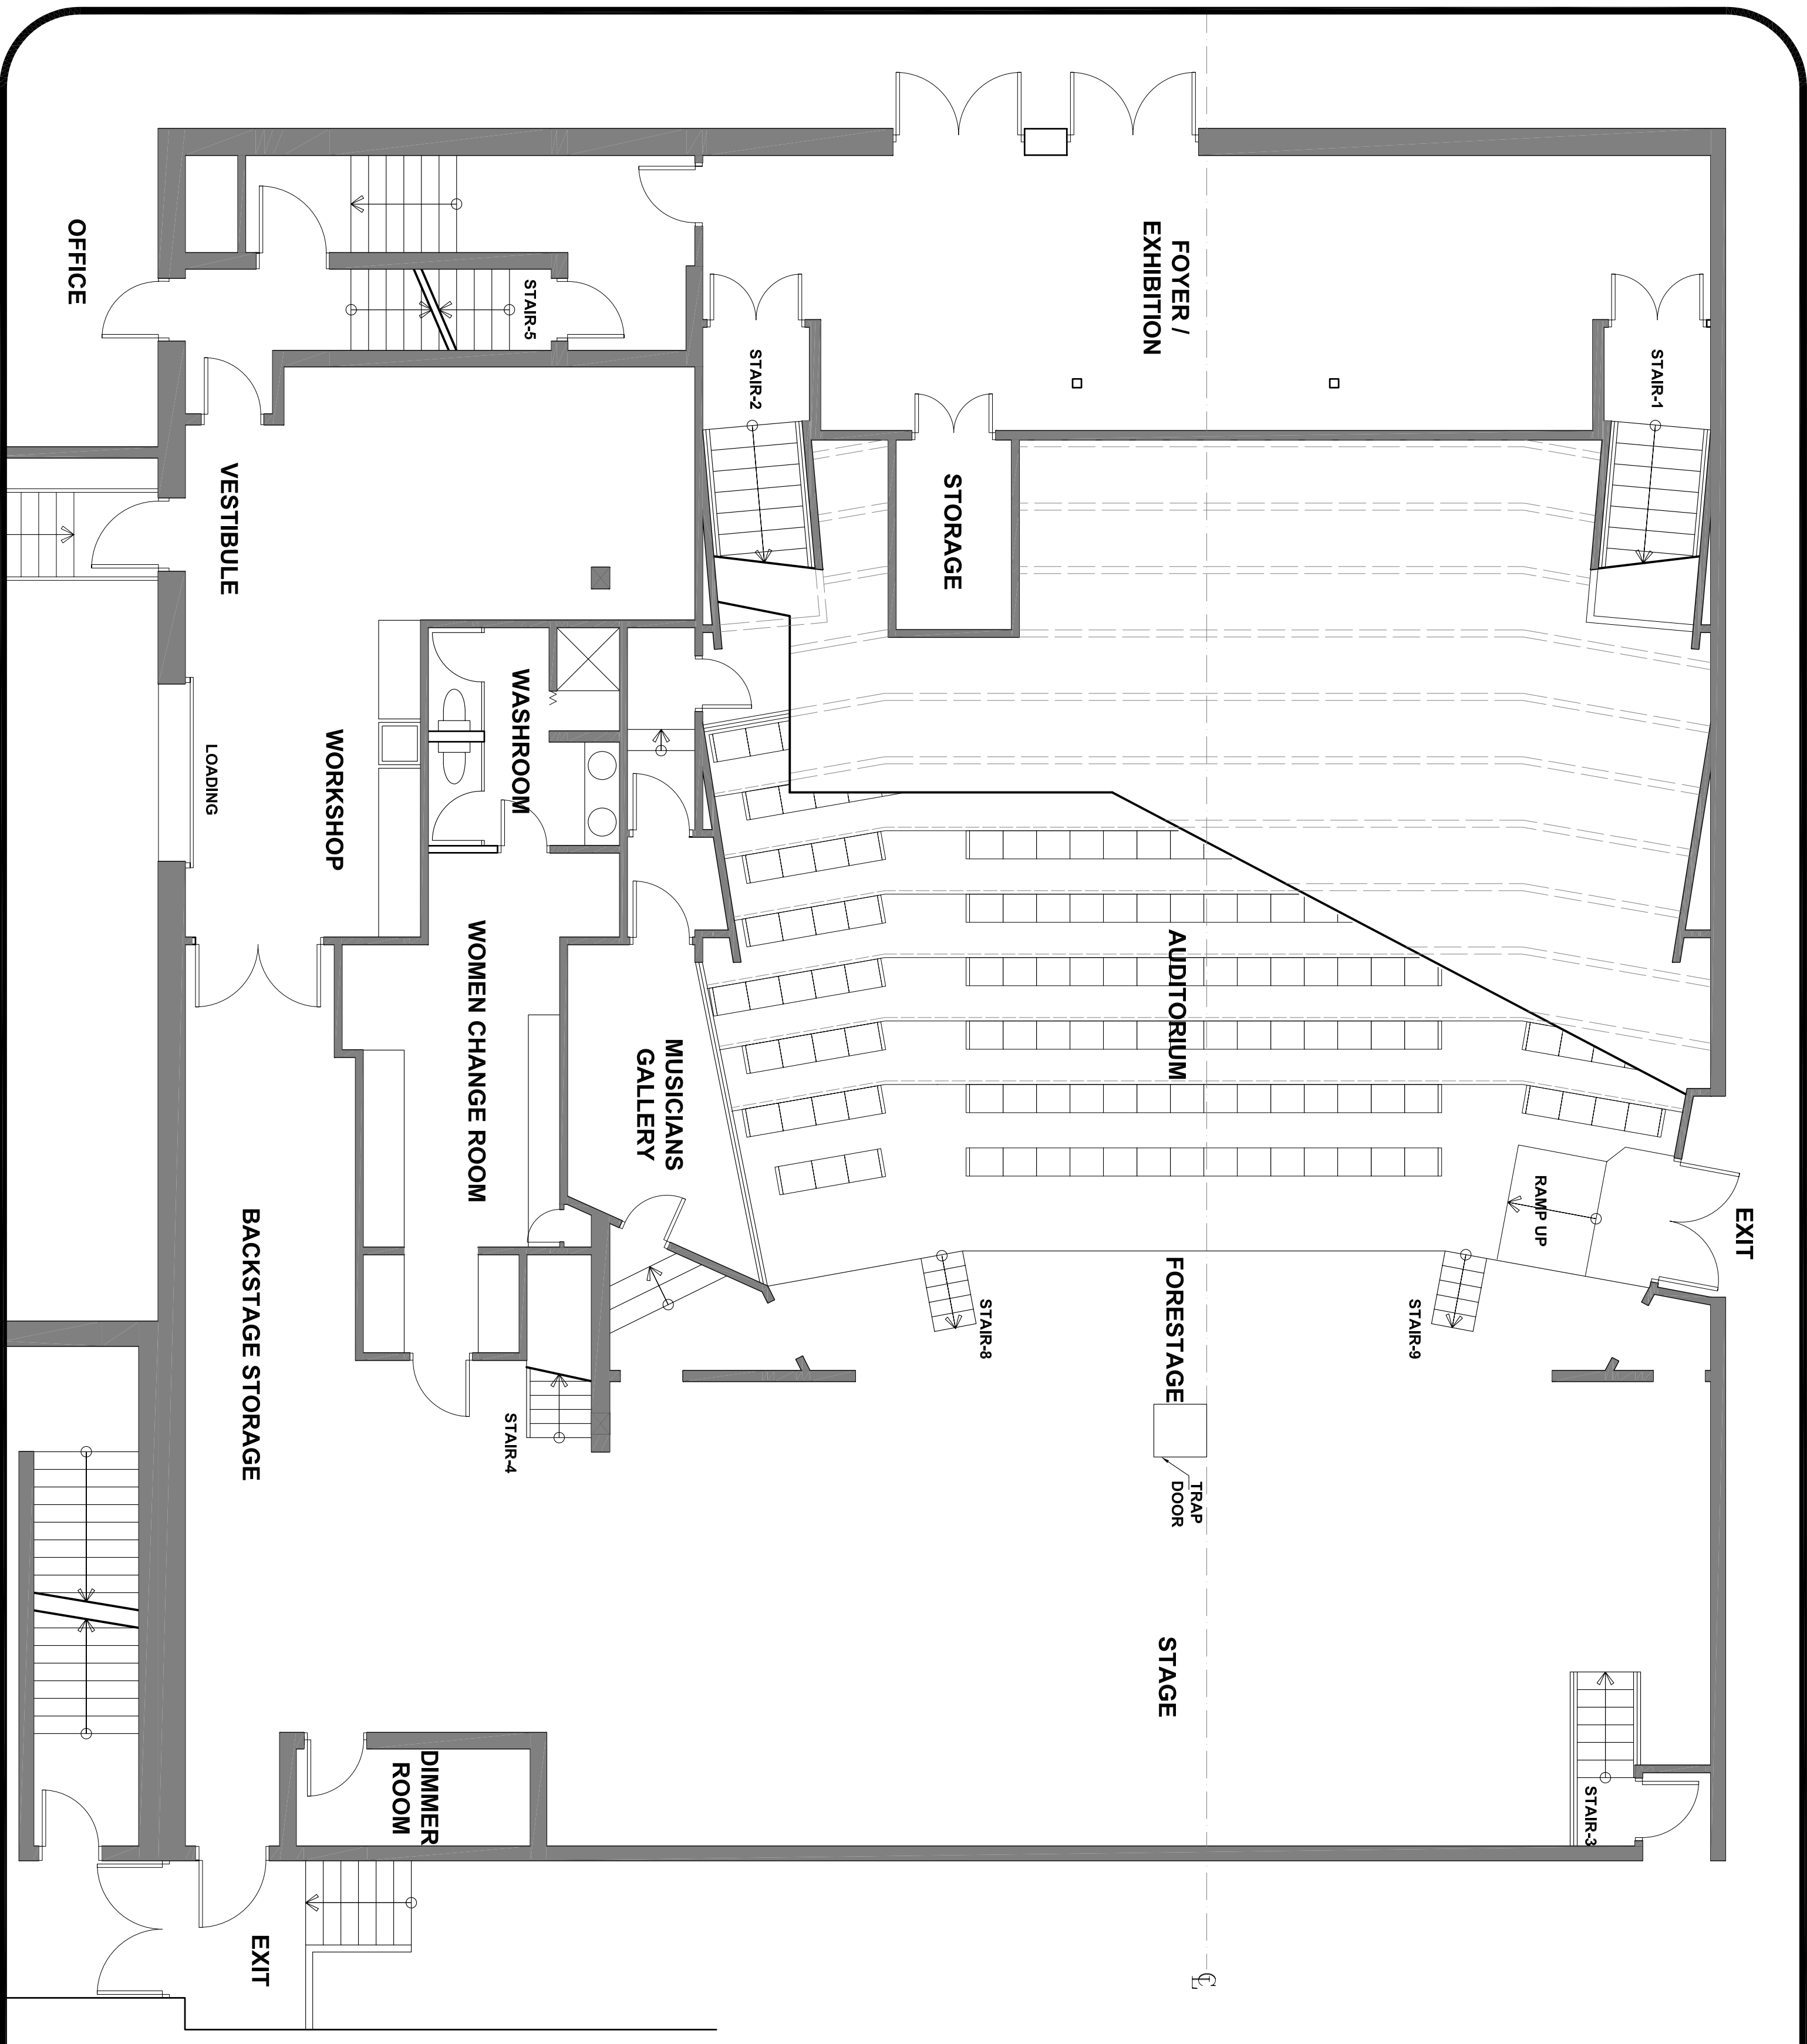 EXIT
STAIR-1
FOYER /
EXHIBITION
RAMP UP
STAIR-3
STAIR-9
AUDITORIUM
FORESTAGE
TRAP
DOOR
STAGE
CL
STORAGE
STAIR-8
STAIR-2
MUSICIANS
GALLERY
STAIR-5
WASHROOM
WOMEN CHANGE ROOM
STAIR-4
DIMMER
ROOM
WORKSHOP
VESTIBULE
LOADING
BACKSTAGE STORAGE
EXIT
OFFICE